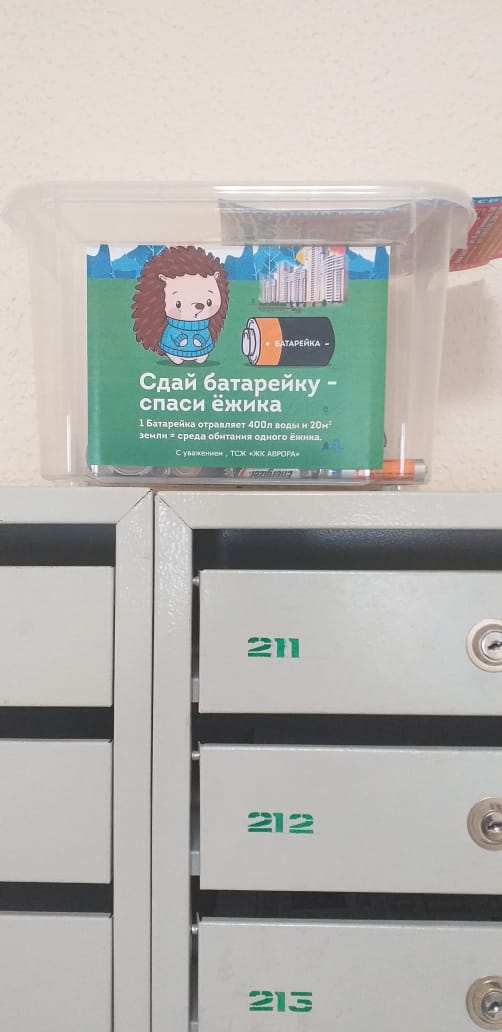 + БАТАРЕЙКА -
Сдай батарейку -
спаси ёжика
1 Батарейка отравляет 400л воды и 20м²
земли = среда обитания одного ёжика.
С уважением , ТСЖ «ЖК АВРОРА»
energizer
211
212
213